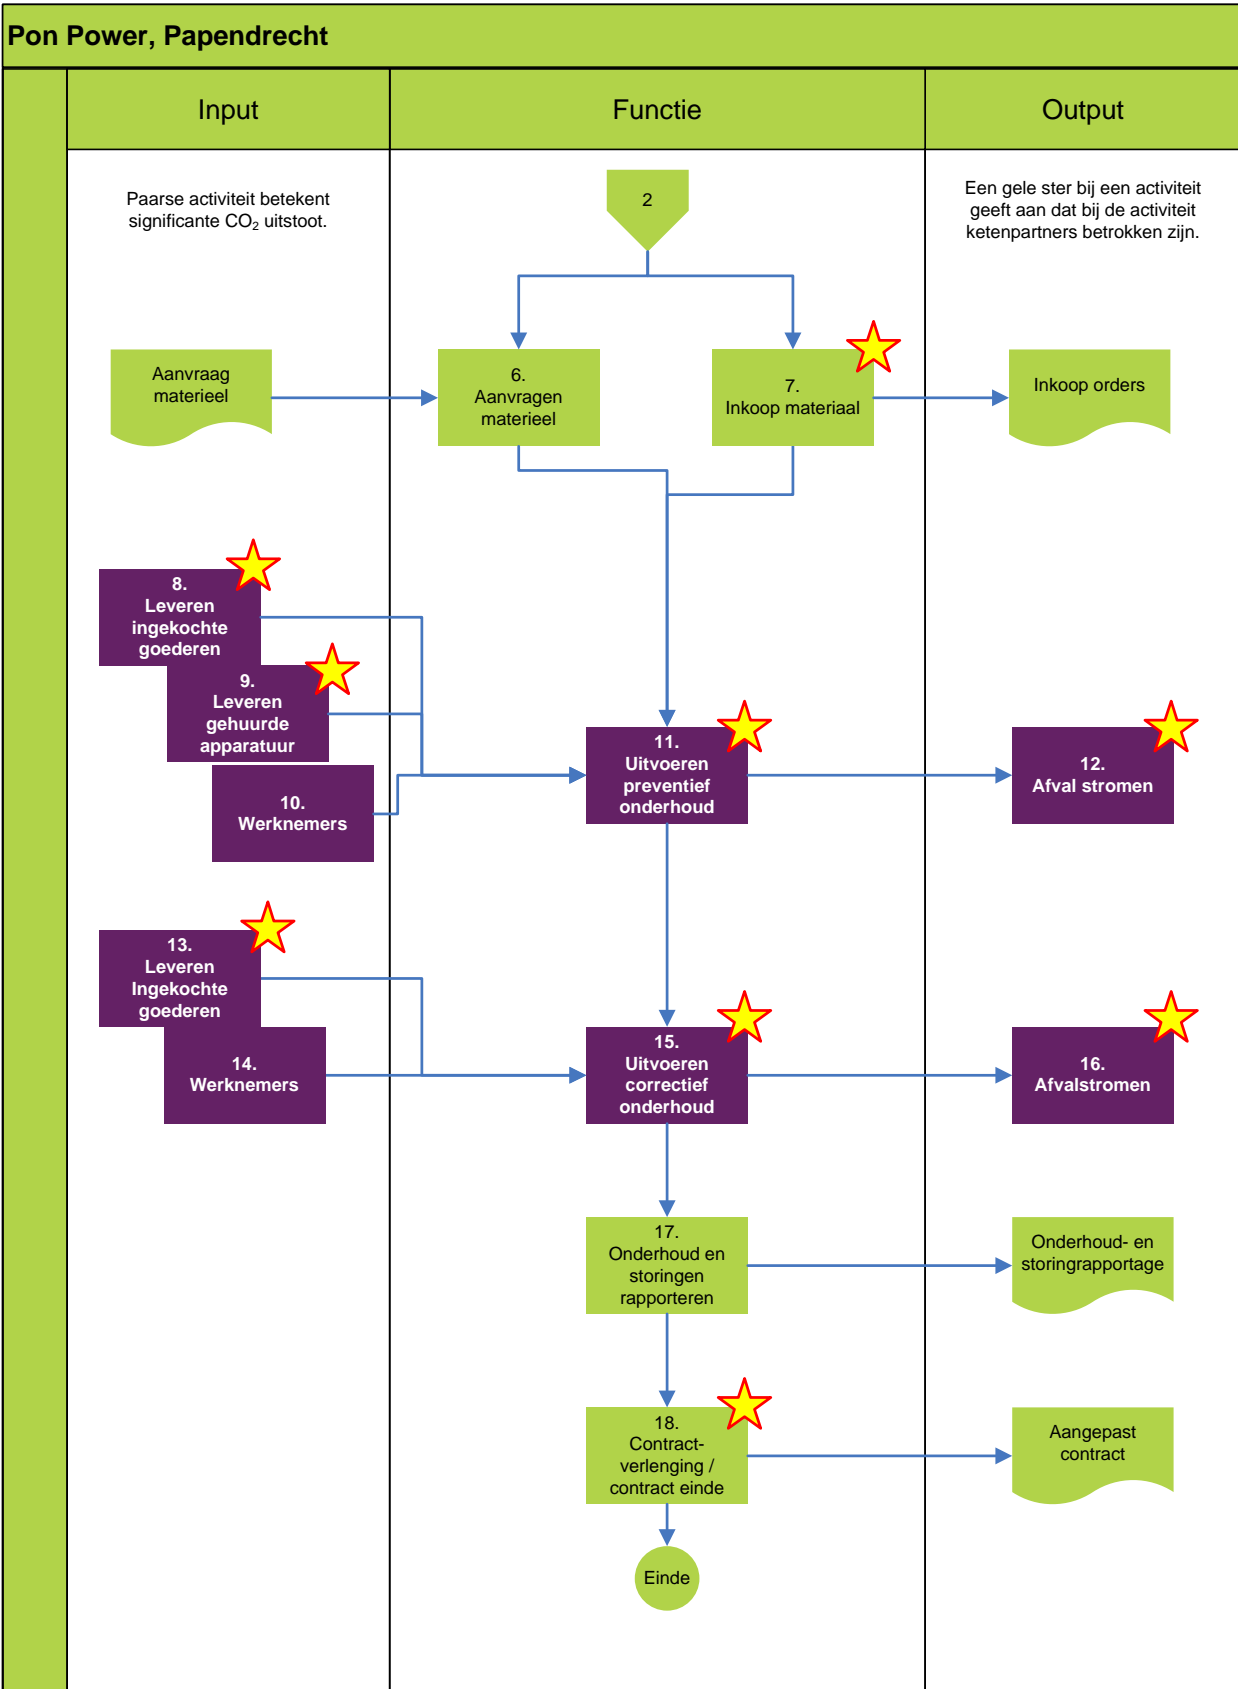 Pon Power, Papendrecht
Input
Functie
Output
Paarse activiteit betekent
significante CO₂ uitstoot.
2
Een gele ster bij een activiteit
geeft aan dat bij de activiteit
ketenpartners betrokken zijn.
Aanvraag
materieel
6.
Aanvragen
materieel
7.
Inkoop materiaal
Inkoop orders
8.
Leveren
ingekochte
goederen
9.
Leveren
gehuurde
apparatuur
10.
Werknemers
11.
Uitvoeren
preventief
onderhoud
12.
Afval stromen
13.
Leveren
Ingekochte
goederen
14.
Werknemers
15.
Uitvoeren
correctief
onderhoud
16.
Afvalstromen
17.
Onderhoud en
storingen
rapporteren
Onderhoud- en
storingrapportage
18.
Contract-
verlenging /
contract einde
Aangepast
contract
Einde